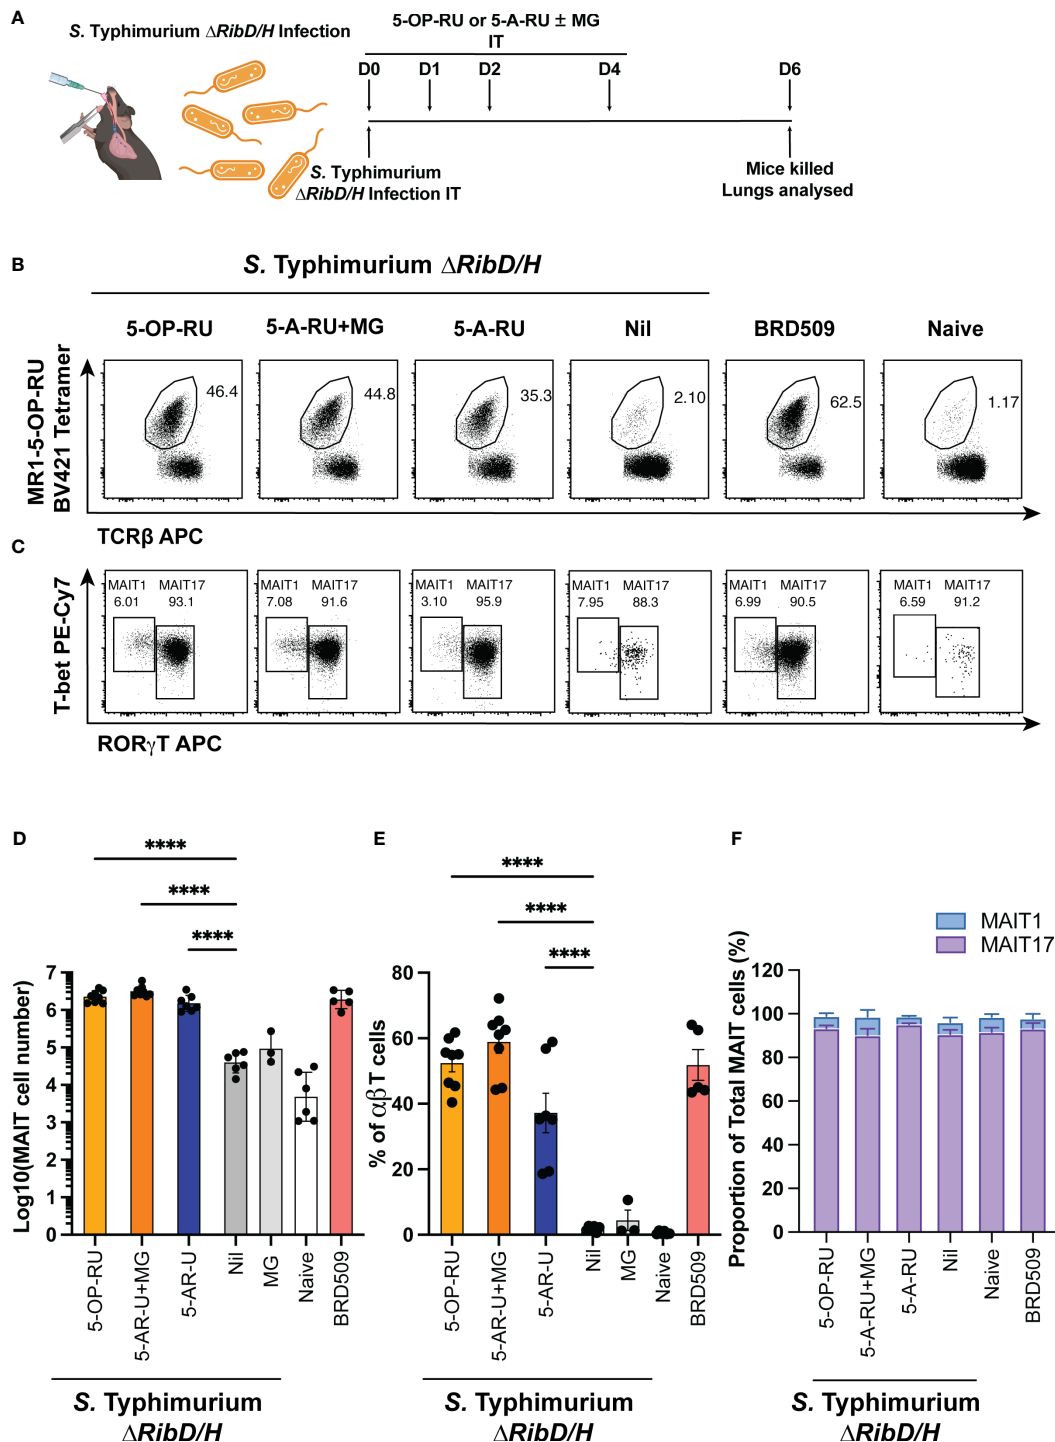 A
S. Typhimurium ΔRibD/H Infection
5-OP-RU or 5-A-RU ± MG
IT
D0 D1 D2 D4 D6
S. Typhimurium
ΔRibD/H Infection IT
Mice killed
Lungs analysed
B
S. Typhimurium ΔRibD/H
5-OP-RU 5-A-RU+MG 5-A-RU Nil BRD509 Naive
MR1-5-OP-RU
BV421 Tetramer
46.4 44.8 35.3 2.10 62.5 1.17
TCRβ APC
C
T-bet PE-Cy7
MAIT1 MAIT17 MAIT1 MAIT17 MAIT1 MAIT17 MAIT1 MAIT17 MAIT1 MAIT17 MAIT1 MAIT17
6.01 93.1 7.08 91.6 3.10 95.9 7.95 88.3 6.99 90.5 6.59 91.2
RORγT APC
D
**** 
****
****
Log10(MAIT cell number)
7
6
5
4
3
2
1
0
5-OP-RU 5-AR-U+MG 5-AR-U Nil MG Naive BRD509
S. Typhimurium
ΔRibD/H
E
****
****
****
% of αβ T cells
80
60
40
20
0
5-OP-RU 5-AR-U+MG 5-AR-U Nil MG Naive BRD509
S. Typhimurium
ΔRibD/H
F
MAIT1
MAIT17
Proportion of Total MAIT cells (%)
120
100
80
60
40
20
0
5-OP-RU 5-A-RU+MG 5-A-RU Nil Naive BRD509
S. Typhimurium
ΔRibD/H